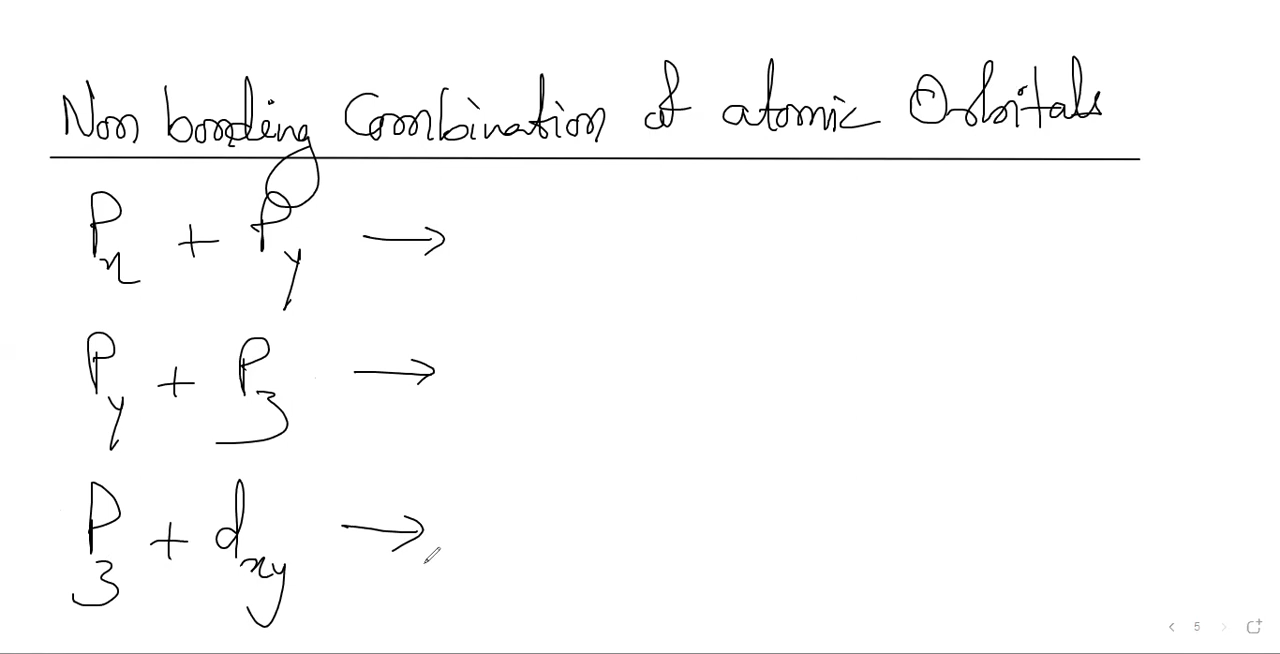 Non bonding Combination of atomic Orbitals
Px + Py →
Py + Pz →
Pz + dxy →
5